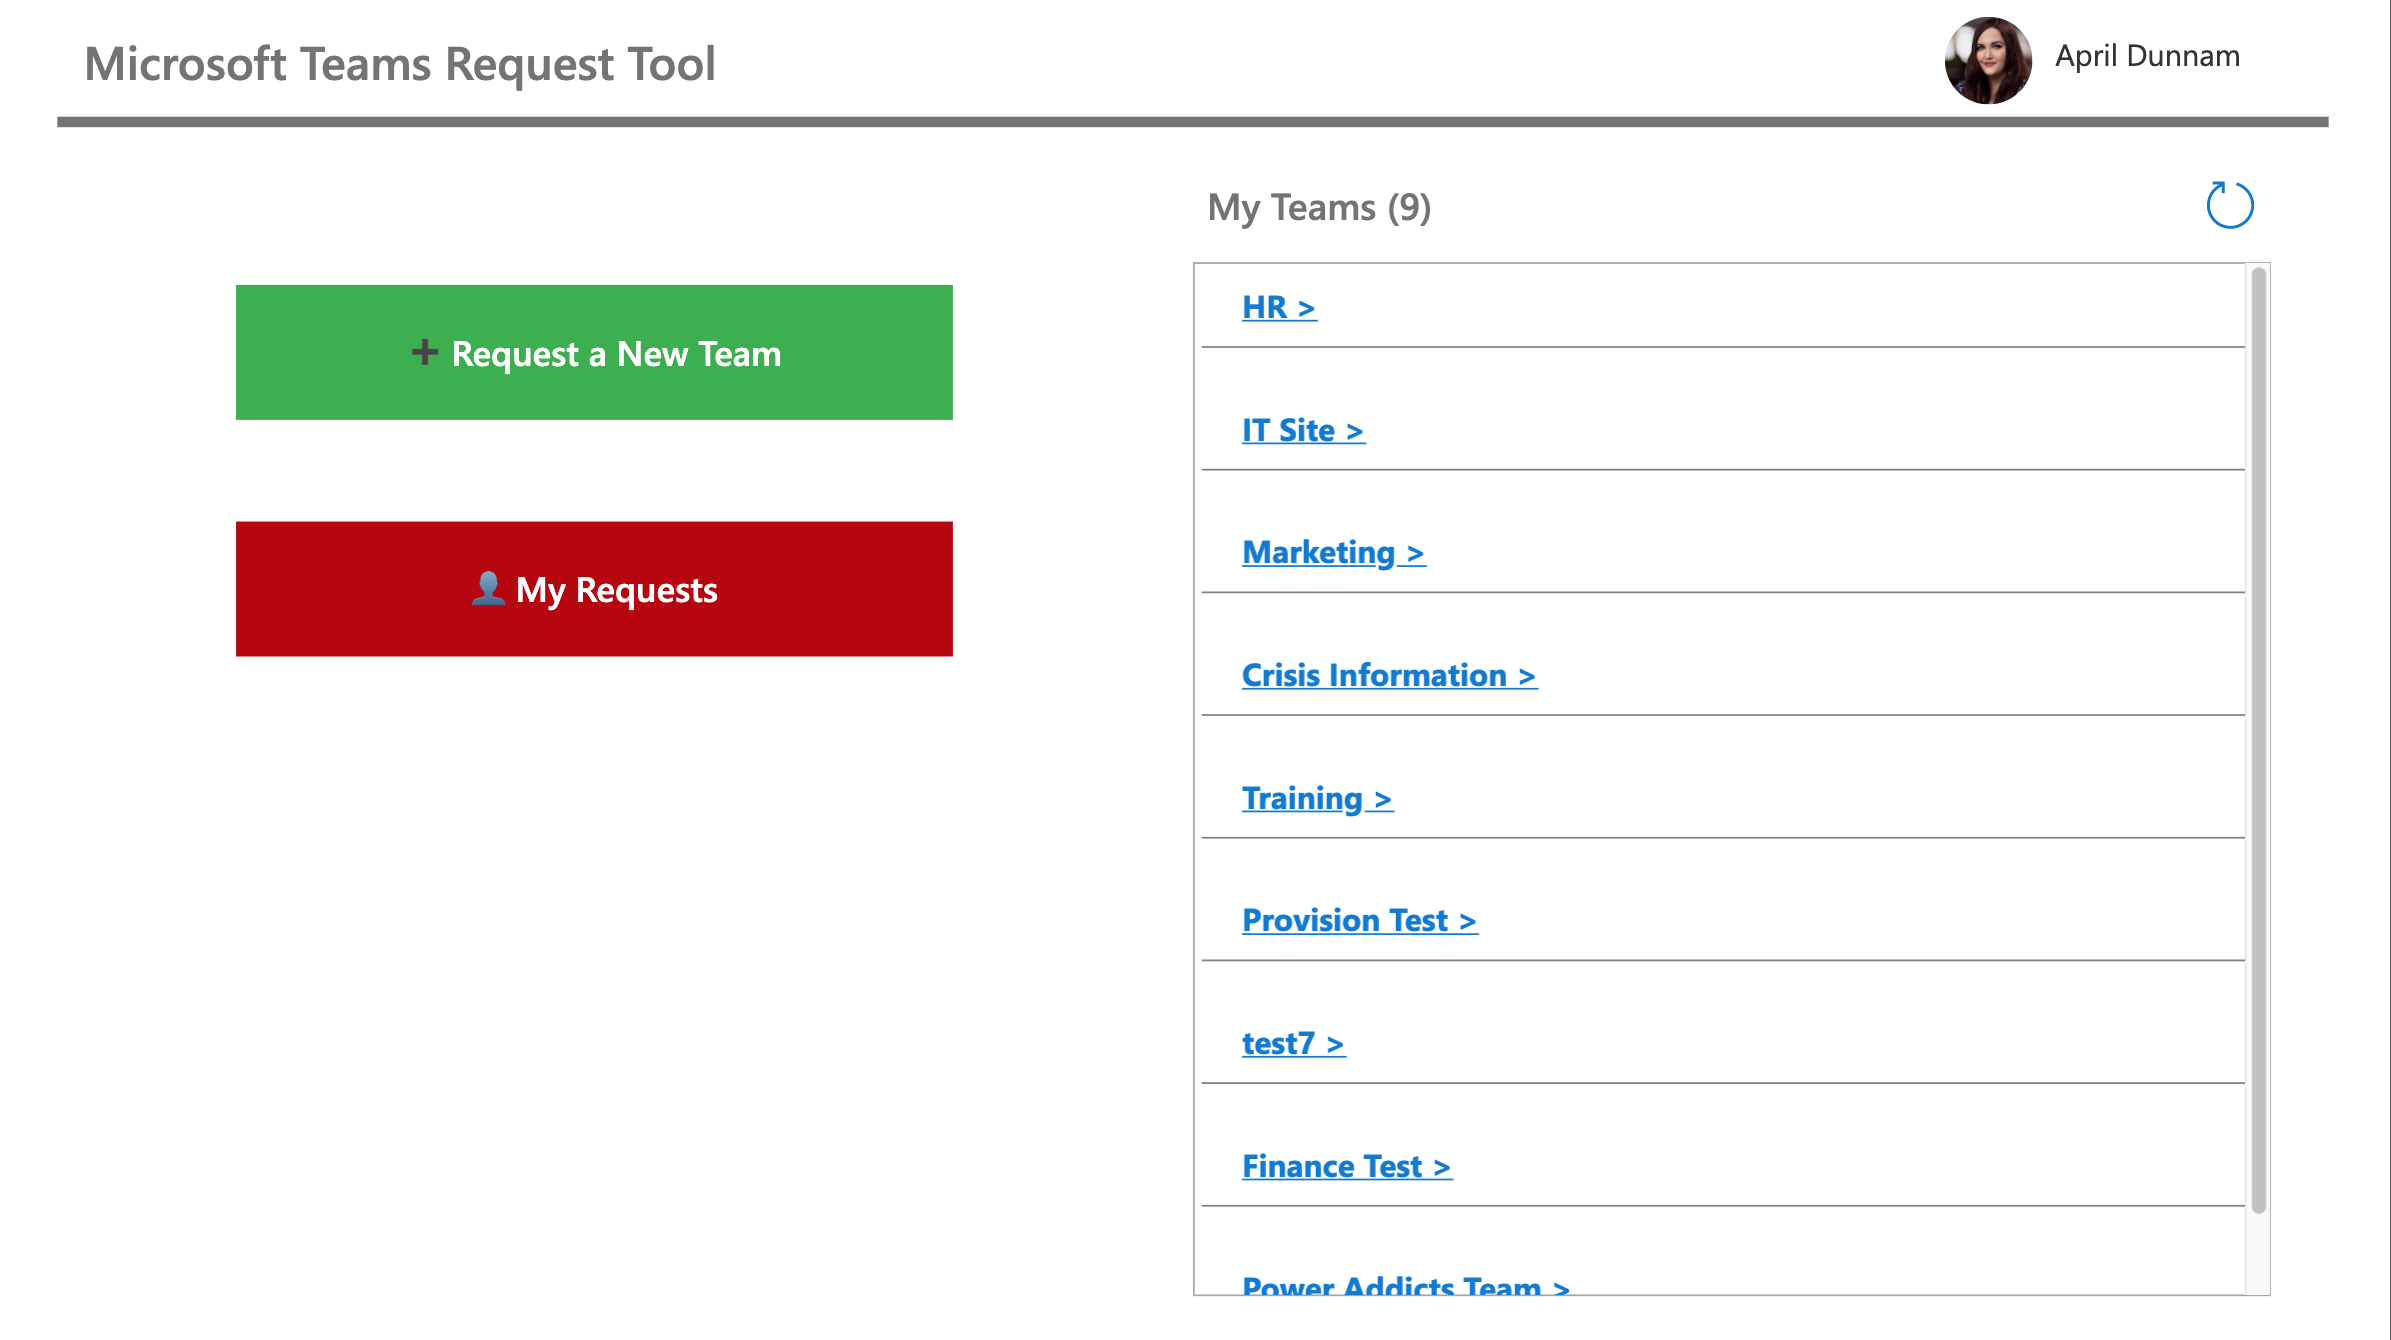 Microsoft Teams Request Tool
April Dunnam
My Teams (9)
➕ Request a New Team
👤 My Requests
HR >
IT Site >
Marketing >
Crisis Information >
Training >
Provision Test >
test7 >
Finance Test >
Power Addicts Team >